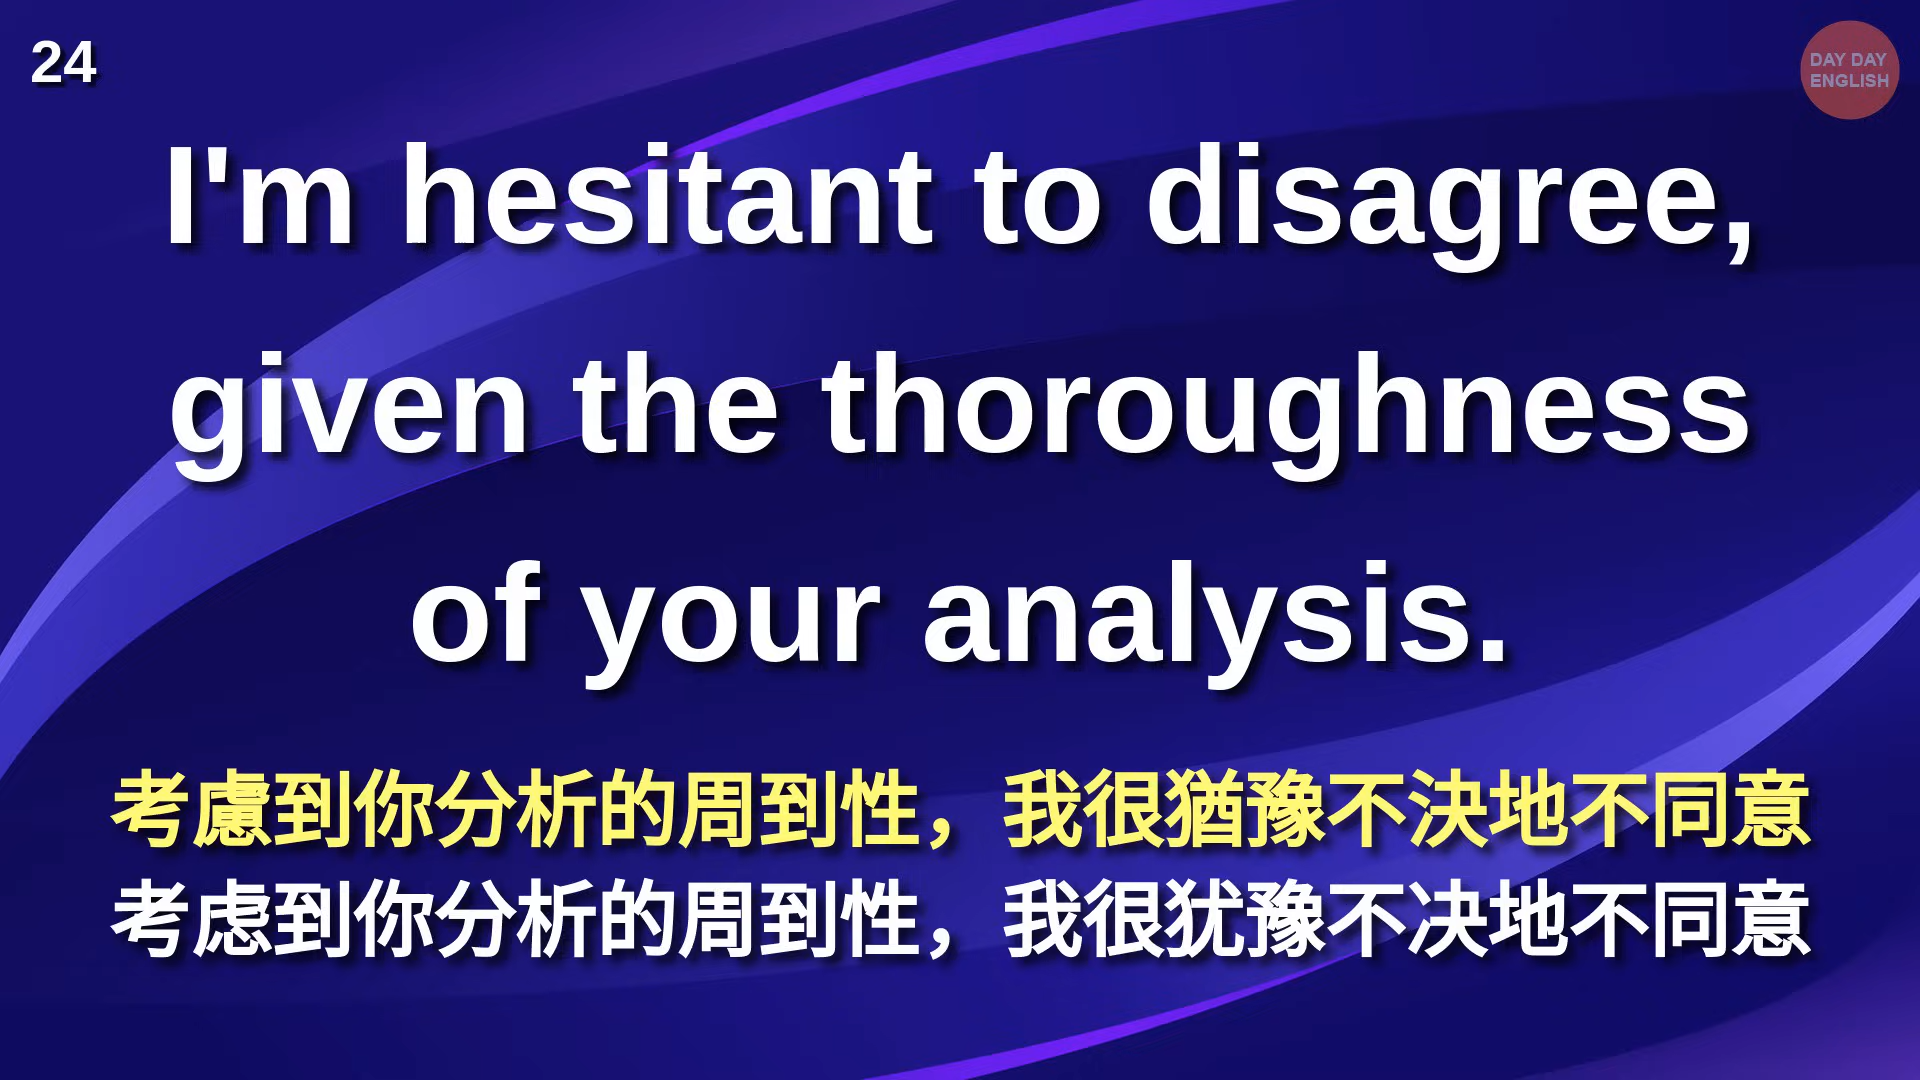 24
DAY DAY
ENGLISH
I'm hesitant to disagree,
given the thoroughness
of your analysis.
考慮到你分析的周到性，我很猶豫不決地不同意
考虑到你分析的周到性，我很犹豫不决地不同意